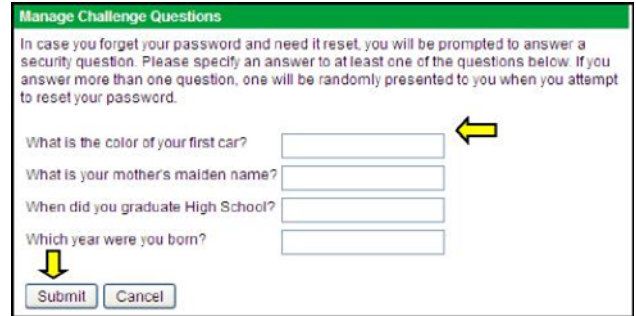 Manage Challenge Questions
In case you forget your password and need it reset, you will be prompted to answer a
security question. Please specify an answer to at least one of the questions below. If you
answer more than one question, one will be randomly presented to you when you attempt
to reset your password.
What is the color of your first car?
What is your mother's maiden name?
When did you graduate High School?
Which year were you born?
Submit Cancel